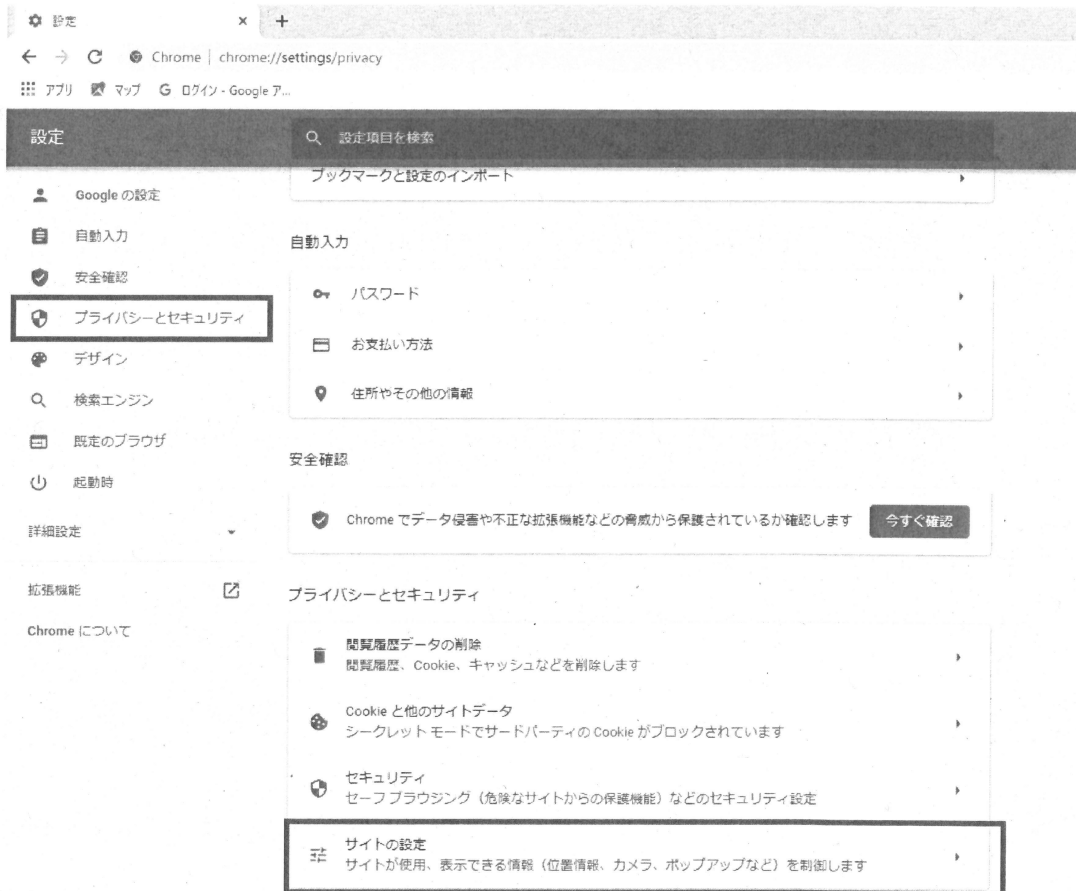 設定
Chrome | chrome://settings/privacy
アプリ マップ G ログイン - Google ア...
設定
設定項目を検索
Google の設定
自動入力
安全確認
プライバシーとセキュリティ
デザイン
検索エンジン
既定のブラウザ
起動時
詳細設定
拡張機能
Chrome について
ブックマークと設定のインポート
自動入力
パスワード
お支払い方法
住所やその他の情報
安全確認
Chrome でデータ侵害や不正な拡張機能などの脅威から保護されているか確認します
今すぐ確認
プライバシーとセキュリティ
閲覧履歴データの削除
閲覧履歴、Cookie、キャッシュなどを削除します
Cookie と他のサイトデータ
シークレット モードでサードパーティの Cookie がブロックされています
セキュリティ
セーフ ブラウジング（危険なサイトからの保護機能）などのセキュリティ設定
サイトの設定
サイトが使用、表示できる情報（位置情報、カメラ、ポップアップなど）を制御します